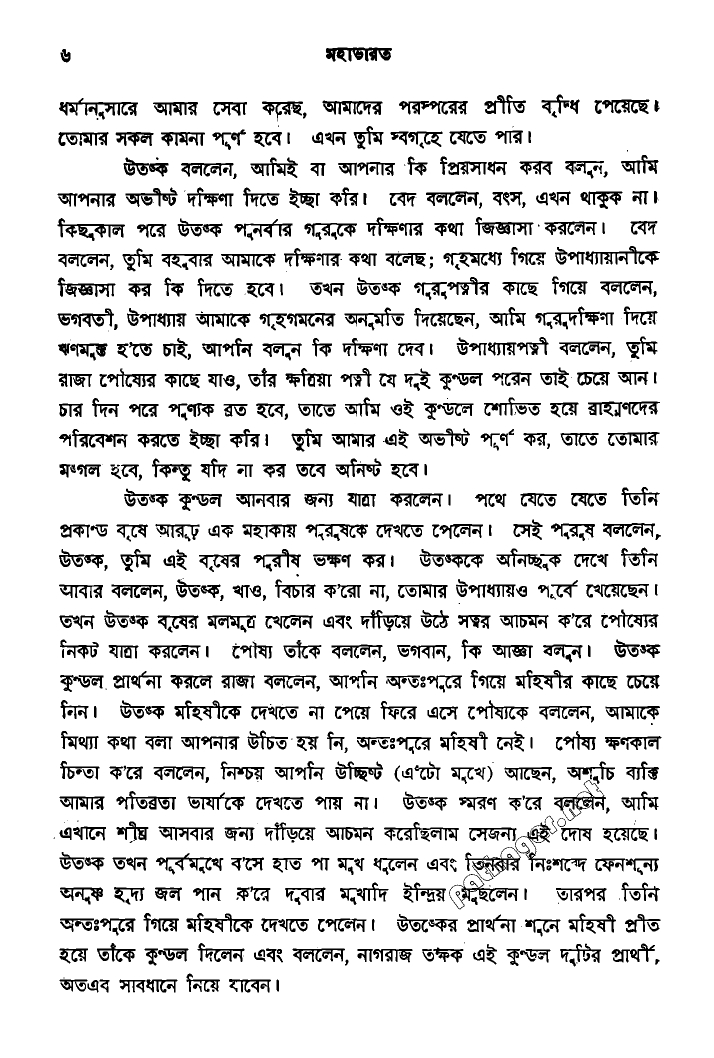 ৬
মহাভারত
ধর্মানুসারে আমার সেবা করেছ, আমাদের পরস্পরের প্রীতি বৃদ্ধি পেয়েছে।
তোমার সকল কামনা পূর্ণ হবে। এখন তুমি স্বগৃহে যেতে পার।
উতঙ্ক বললেন, আমিই বা আপনার কি প্রিয়সাধন করব বলুন, আমি
আপনার অভীষ্ট দক্ষিণা দিতে ইচ্ছা করি। বেদ বললেন, বৎস, এখন থাকুক না।
কিছুকাল পরে উতঙ্ক পুনর্বার গুরুকে দক্ষিণার কথা জিজ্ঞাসা করলেন। বেদ
বললেন, তুমি বহুবার আমাকে দক্ষিণার কথা বলেছ; গৃহমধ্যে গিয়ে উপাধ্যায়ানীকে
জিজ্ঞাসা কর কি দিতে হবে। তখন উতঙ্ক গুরুপত্নীর কাছে গিয়ে বললেন,
ভগবতী, উপাধ্যায় আমাকে গৃহগমনের অনুমতি দিয়েছেন, আমি গুরুদক্ষিণা দিয়ে
ঋণমুক্ত হ'তে চাই, আপনি বলুন কি দক্ষিণা দেব। উপাধ্যায়পত্নী বললেন, তুমি
রাজা পৌষ্যের কাছে যাও, তাঁর ক্ষত্রিয়া পত্নী যে দুই কুণ্ডল পরেন তাই চেয়ে আন।
চার দিন পরে পুণ্যক ব্রত হবে, তাতে আমি ওই কুণ্ডলে শোভিত হয়ে ব্রাহ্মণদের
পরিবেশন করতে ইচ্ছা করি। তুমি আমার এই অভীষ্ট পূর্ণ কর, তাতে তোমার
মঙ্গল হবে, কিন্তু যদি না কর তবে অনিষ্ট হবে।
উতঙ্ক কুণ্ডল আনবার জন্য যাত্রা করলেন। পথে যেতে যেতে তিনি
প্রকাণ্ড বৃষে আরূঢ় এক মহাকায় পুরুষকে দেখতে পেলেন। সেই পুরুষ বললেন,
উতঙ্ক, তুমি এই বৃষের পুরীষ ভক্ষণ কর। উতঙ্ককে অনিচ্ছুক দেখে তিনি
আবার বললেন, উতঙ্ক, খাও, বিচার ক'রো না, তোমার উপাধ্যায়ও পূর্বে খেয়েছেন।
তখন উতঙ্ক বৃষের মলমূত্র খেলেন এবং দাঁড়িয়ে উঠে সত্বর আচমন ক'রে পৌষ্যের
নিকট যাত্রা করলেন। পৌষ্য তাঁকে বললেন, ভগবান, কি আজ্ঞা বলুন। উতঙ্ক
কুণ্ডল প্রার্থনা করলে রাজা বললেন, আপনি অন্তঃপুরে গিয়ে মহিষীর কাছে চেয়ে
নিন। উতঙ্ক মহিষীকে দেখতে না পেয়ে ফিরে এসে পৌষ্যকে বললেন, আমাকে
মিথ্যা কথা বলা আপনার উচিত হয় নি, অন্তঃপুরে মহিষী নেই। পৌষ্য ক্ষণকাল
চিন্তা ক'রে বললেন, নিশ্চয় আপনি উচ্ছিষ্ট (এঁটো মুখে) আছেন, অশুচি ব্যক্তি
আমার পতিব্রতা ভার্যাকে দেখতে পায় না। উতঙ্ক স্মরণ ক'রে বললেন, আমি
এখানে শীঘ্র আসবার জন্য দাঁড়িয়ে আচমন করেছিলাম সেজন্য এই দোষ হয়েছে।
উতঙ্ক তখন পূর্বমুখে ব'সে হাত পা মুখ ধুলেন এবং তিনবার নিঃশব্দে ফেনশূন্য
অনুষ্ণ হৃদ্য জল পান ক'রে দুবার মুখাদি ইন্দ্রিয় মুছলেন। তারপর তিনি
অন্তঃপুরে গিয়ে মহিষীকে দেখতে পেলেন। উতঙ্কের প্রার্থনা শুনে মহিষী প্রীত
হয়ে তাঁকে কুণ্ডল দিলেন এবং বললেন, নাগরাজ তক্ষক এই কুণ্ডল দুটির প্রার্থী,
অতএব সাবধানে নিয়ে যাবেন।